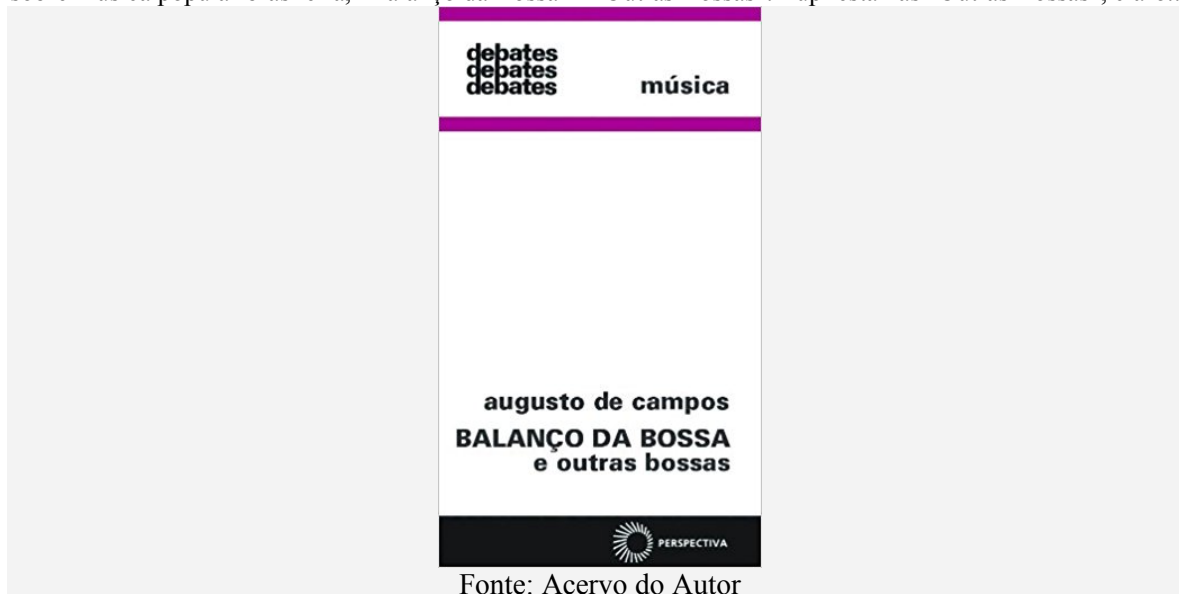 debates
debates
debates
música
augusto de campos
BALANÇO DA BOSSA
e outras bossas
PERSPECTIVA
Fonte: Acervo do Autor